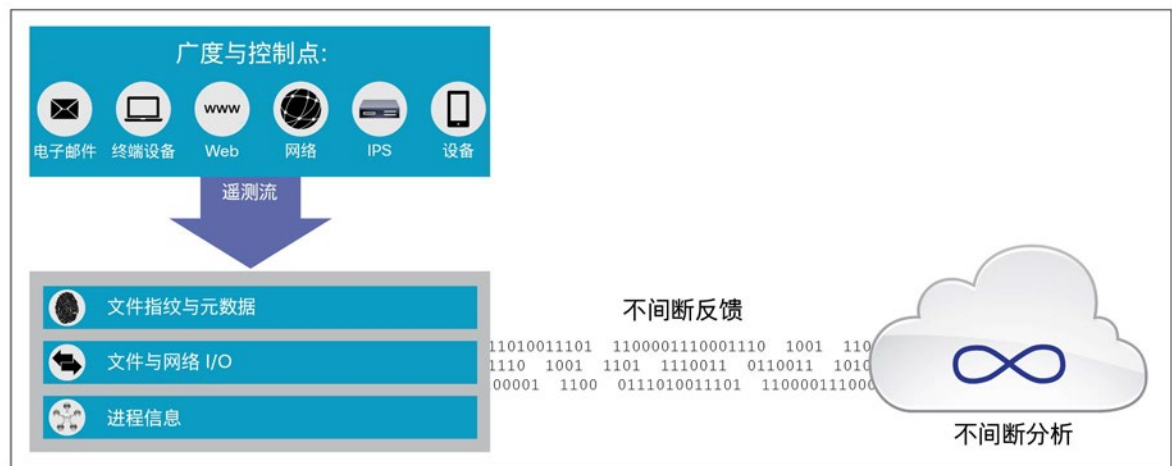 广度与控制点:
www
电子邮件 终端设备 Web 网络 IPS 设备
遥测流
文件指纹与元数据
文件与网络 I/O
进程信息
不间断反馈
11010011101 1100001110001110 1001 110
1110 1001 1101 1110011 0110011 1010
00001 1100 0111010011101 110000111000
不间断分析